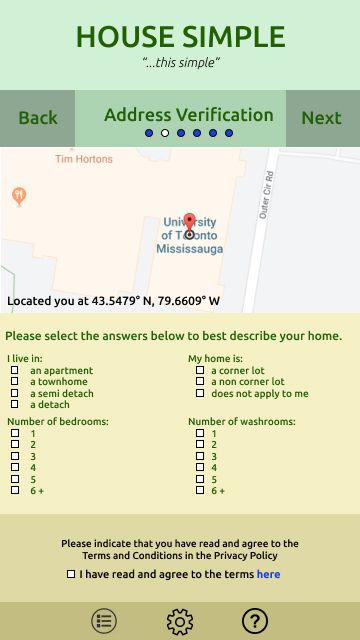 HOUSE SIMPLE
“...this simple”
Back
Address Verification
Next
Tim Hortons
Outer Cir Rd
University
of Toronto
Mississauga
Located you at 43.5479° N, 79.6609° W
Please select the answers below to best describe your home.
I live in:
an apartment
a townhome
a semi detach
a detach
My home is:
a corner lot
a non corner lot
does not apply to me
Number of bedrooms:
1
2
3
4
5
6 +
Number of washrooms:
1
2
3
4
5
6 +
Please indicate that you have read and agree to the
Terms and Conditions in the Privacy Policy
I have read and agree to the terms here
?